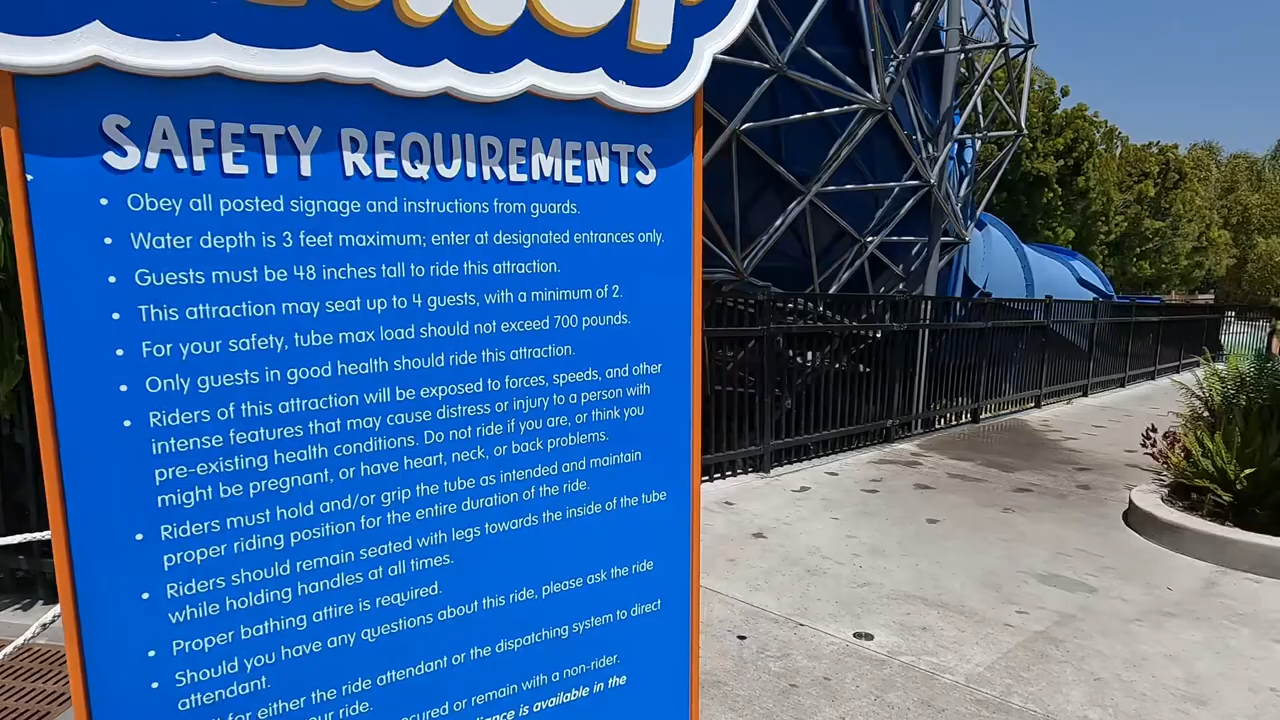 SAFETY REQUIREMENTS
• Obey all posted signage and instructions from guards.
• Water depth is 3 feet maximum; enter at designated entrances only.
• Guests must be 48 inches tall to ride this attraction.
• This attraction may seat up to 4 guests, with a minimum of 2.
• For your safety, tube max load should not exceed 700 pounds.
• Only guests in good health should ride this attraction.
• Riders of this attraction will be exposed to forces, speeds, and other
intense features that may cause distress or injury to a person with
pre-existing health conditions. Do not ride if you are, or think you
might be pregnant, or have heart, neck, or back problems.
• Riders must hold and/or grip the tube as intended and maintain
proper riding position for the entire duration of the ride.
• Riders should remain seated with legs towards the inside of the tube
while holding handles at all times.
• Proper bathing attire is required.
• Should you have any questions about this ride, please ask the ride
attendant.
for either the ride attendant or the dispatching system to direct
ride.
or remain with a non-rider.
is available in the